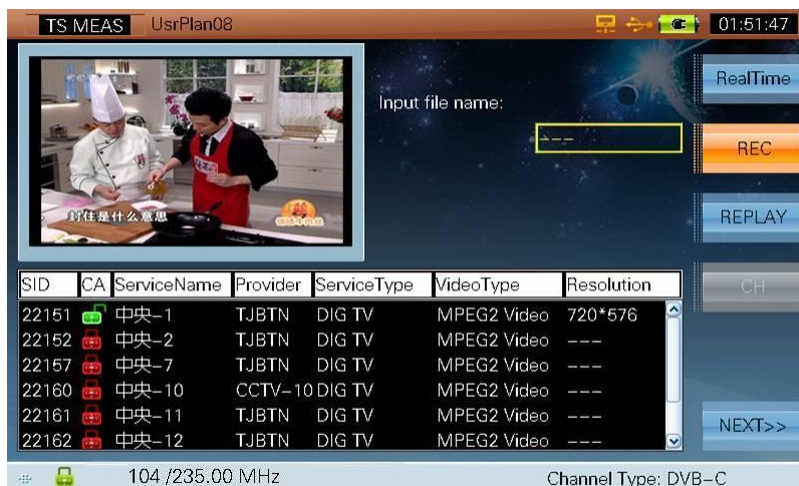 TS MEAS UsrPlan08 01:51:47
RealTime
Input file name:
---
REC
REPLAY
封住是什么意思
CH
SID CA ServiceName Provider ServiceType VideoType Resolution
22151 中央-1 TJBTN DIG TV MPEG2 Video 720*576
22152 中央-2 TJBTN DIG TV MPEG2 Video ---
22157 中央-7 TJBTN DIG TV MPEG2 Video ---
22160 中央-10 CCTV-10 DIG TV MPEG2 Video ---
22161 中央-11 TJBTN DIG TV MPEG2 Video ---
22162 中央-12 TJBTN DIG TV MPEG2 Video ---
NEXT>>
104 /235.00 MHz Channel Type: DVB-C